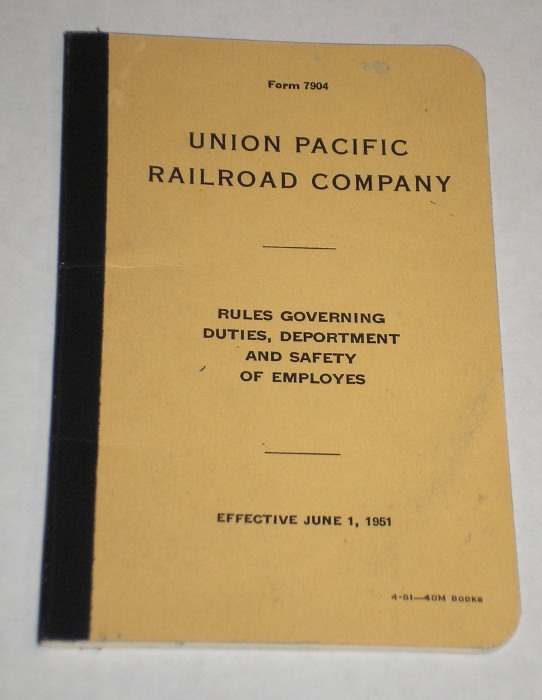 Form 7904
UNION PACIFIC
RAILROAD COMPANY
RULES GOVERNING
DUTIES, DEPORTMENT
AND SAFETY
OF EMPLOYES
EFFECTIVE JUNE 1, 1951
4-51—40M BOOKS